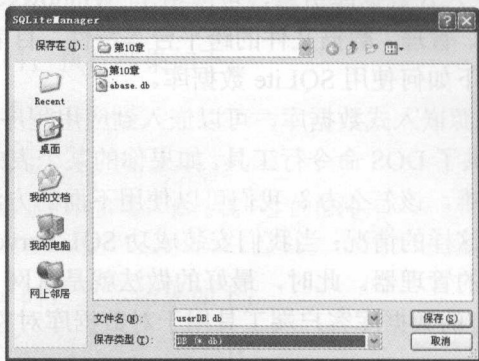 SQLiteManager
保存在(I):
第10章
第10章
abase.db
Recent
桌面
我的文档
我的电脑
网上邻居
文件名(N):
userDB.db
保存(S)
保存类型(T):
DB (*.db)
取消